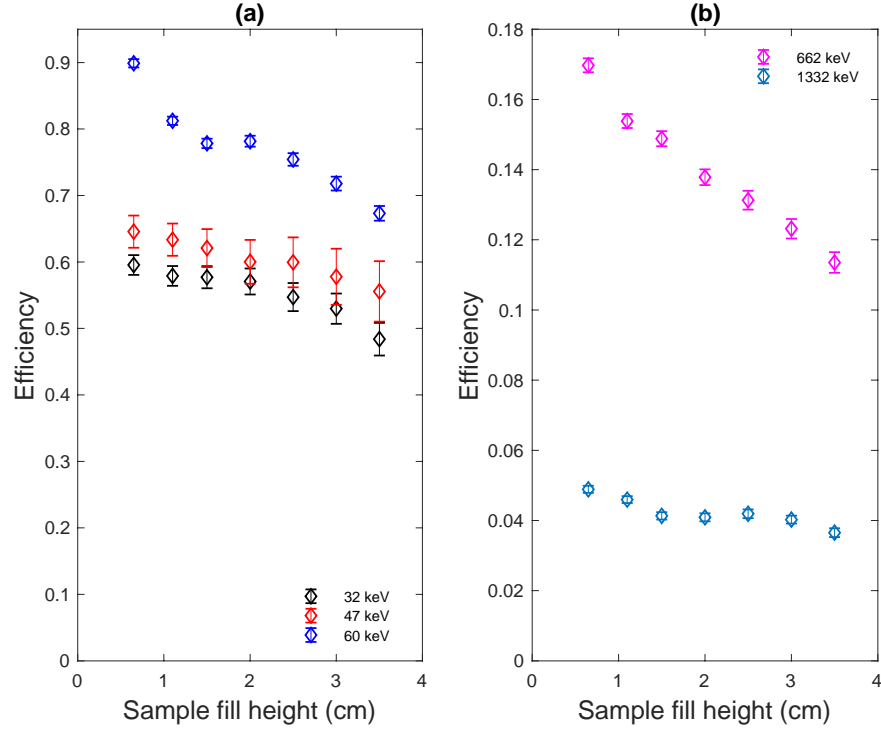 (a)
0.9
0.8
0.7
0.6
0.5
0.4
0.3
0.2
0.1
0
Efficiency
32 keV
47 keV
60 keV
0 1 2 3 4
Sample fill height (cm)
(b)
0.18
0.16
0.14
0.12
0.1
0.08
0.06
0.04
0.02
0
Efficiency
662 keV
1332 keV
0 1 2 3 4
Sample fill height (cm)